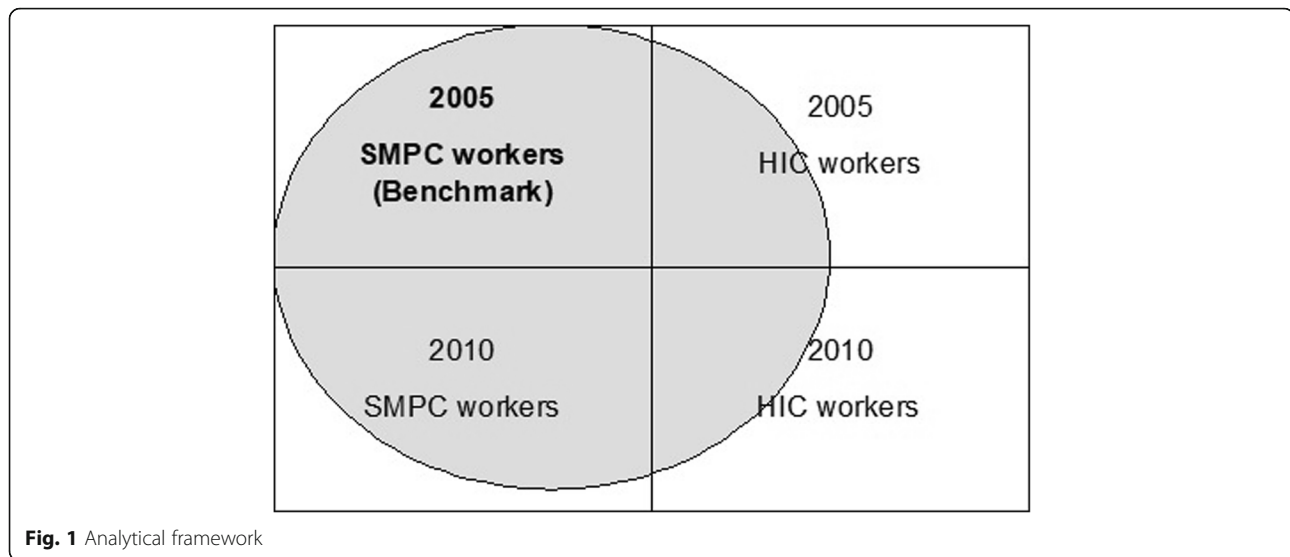 2005
SMPC workers
(Benchmark)
2005
HIC workers
2010
SMPC workers
2010
HIC workers
Fig. 1 Analytical framework